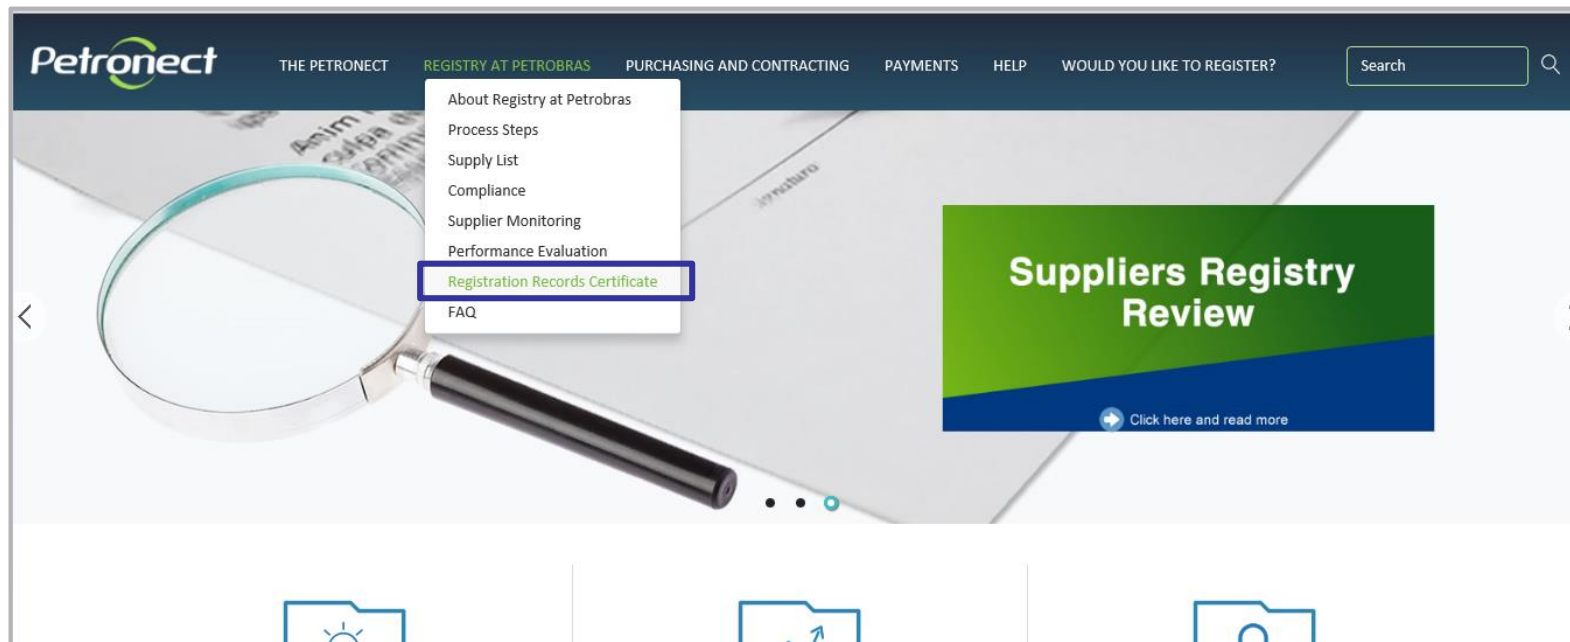 Petronect
THE PETRONECT
REGISTRY AT PETROBRAS
PURCHASING AND CONTRACTING
PAYMENTS
HELP
WOULD YOU LIKE TO REGISTER?
Search
About Registry at Petrobras
Process Steps
Supply List
Compliance
Supplier Monitoring
Performance Evaluation
Registration Records Certificate
FAQ
Anim
culpa
Suppliers Registry
Review
Click here and read more